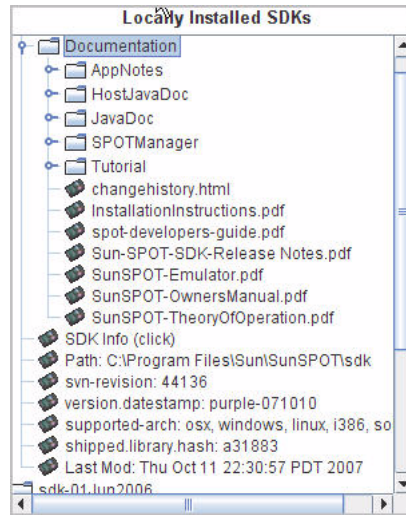 Locally Installed SDKs
Documentation
AppNotes
HostJavaDoc
JavaDoc
SPOTManager
Tutorial
changehistory.html
InstallationInstructions.pdf
spot-developers-guide.pdf
Sun-SPOT-SDK-Release Notes.pdf
SunSPOT-Emulator.pdf
SunSPOT-OwnersManual.pdf
SunSPOT-TheoryOfOperation.pdf
SDK Info (click)
Path: C:\Program Files\Sun\SunSPOT\sdk
svn-revision: 44136
version.datestamp: purple-071010
supported-arch: osx, windows, linux, i386, so
shipped.library.hash: a31883
Last Mod: Thu Oct 11 22:30:57 PDT 2007
sdk-01Jun2006